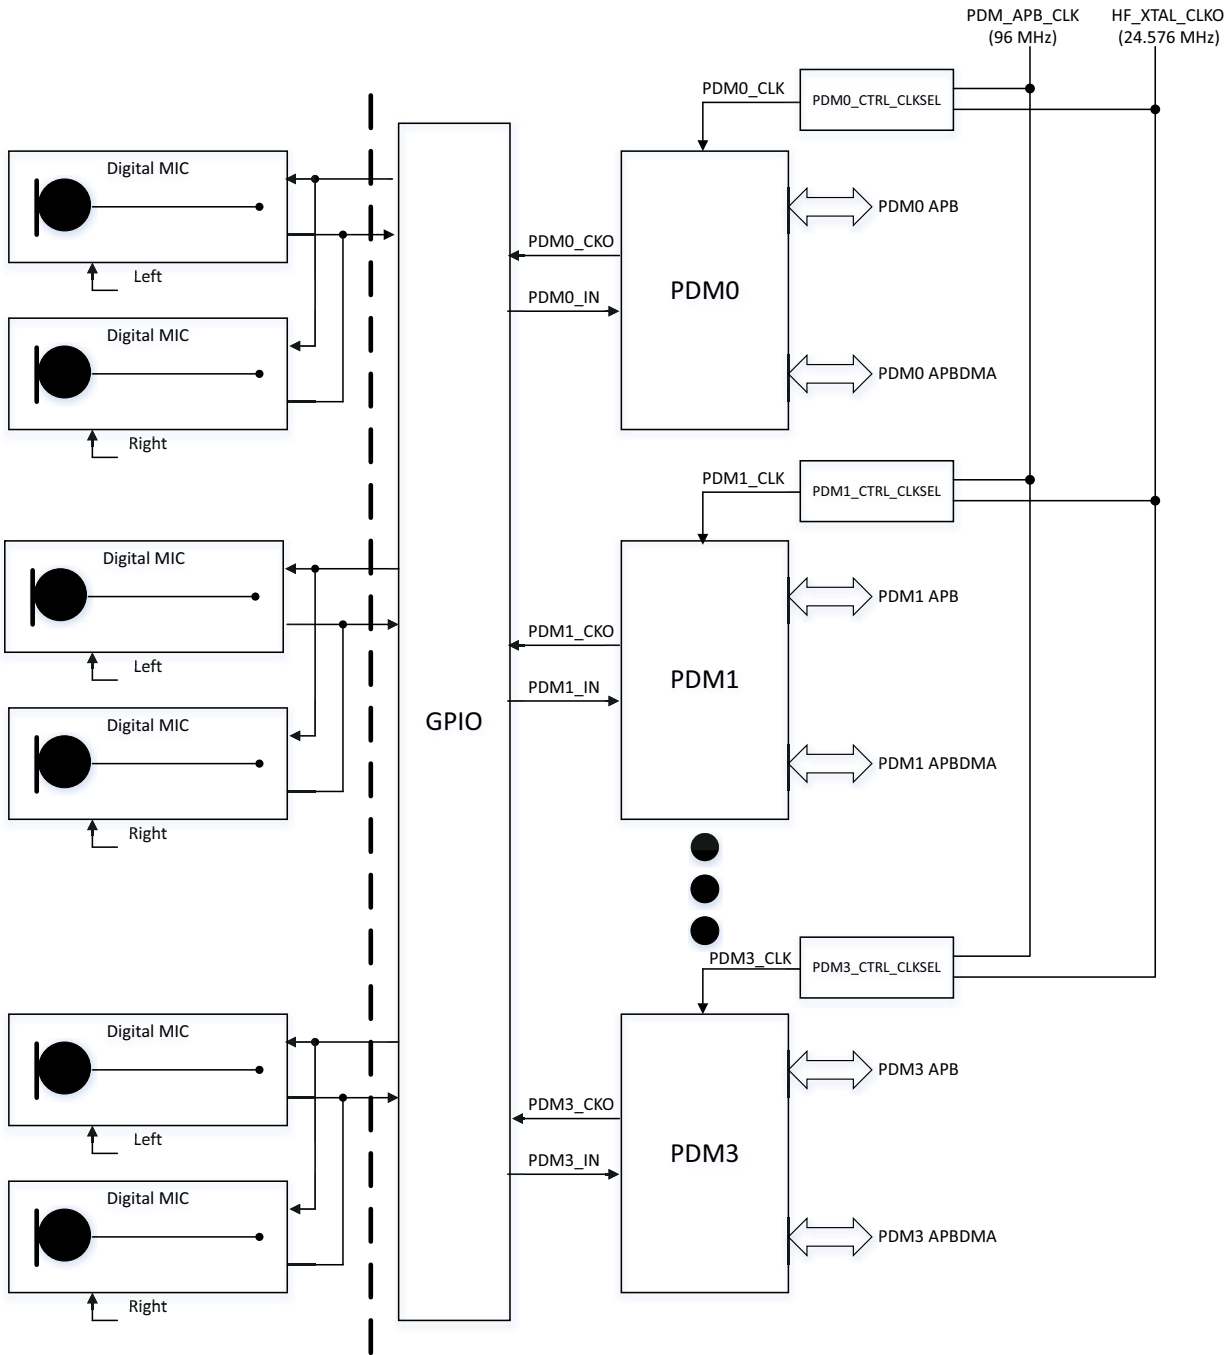 PDM_APB_CLK
(96 MHz)
HF_XTAL_CLKO
(24.576 MHz)
PDM0_CLK
PDM0_CTRL_CLKSEL
Digital MIC
Left
Digital MIC
Right
PDM0_CKO
PDM0_IN
PDM0
PDM0 APB
PDM0 APBDMA
PDM1_CLK
PDM1_CTRL_CLKSEL
Digital MIC
Left
Digital MIC
Right
GPIO
PDM1_CKO
PDM1_IN
PDM1
PDM1 APB
PDM1 APBDMA
PDM3_CLK
PDM3_CTRL_CLKSEL
Digital MIC
Left
Digital MIC
Right
PDM3_CKO
PDM3_IN
PDM3
PDM3 APB
PDM3 APBDMA